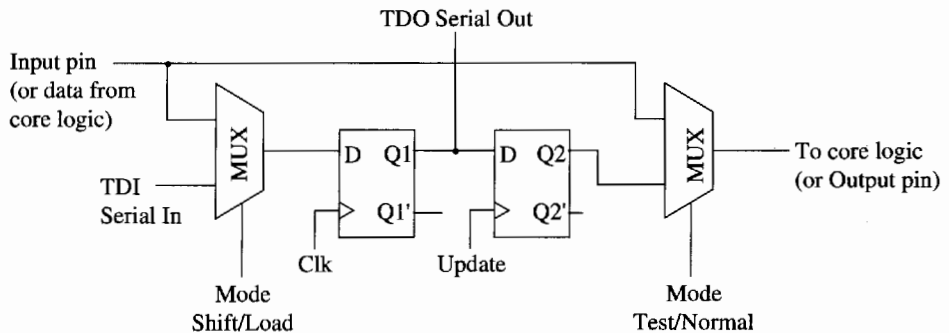 TDO Serial Out
Input pin
(or data from
core logic)
TDI
Serial In
MUX
D Q1
Q1'
Clk
D Q2
Q2'
Update
MUX
To core logic
(or Output pin)
Mode
Shift/Load
Mode
Test/Normal